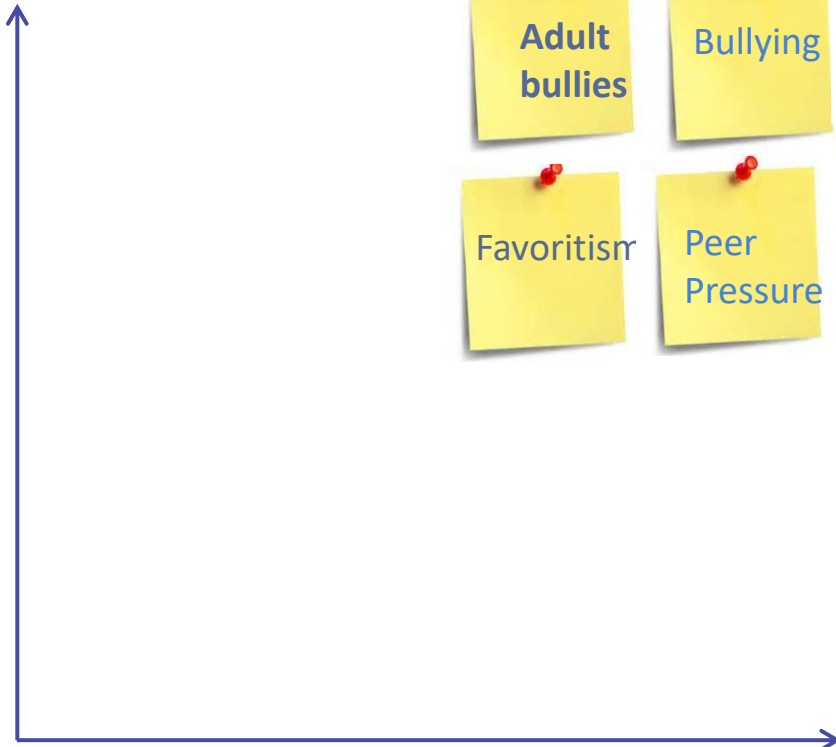 Adult
bullies
Bullying
Favoritism
Peer
Pressure